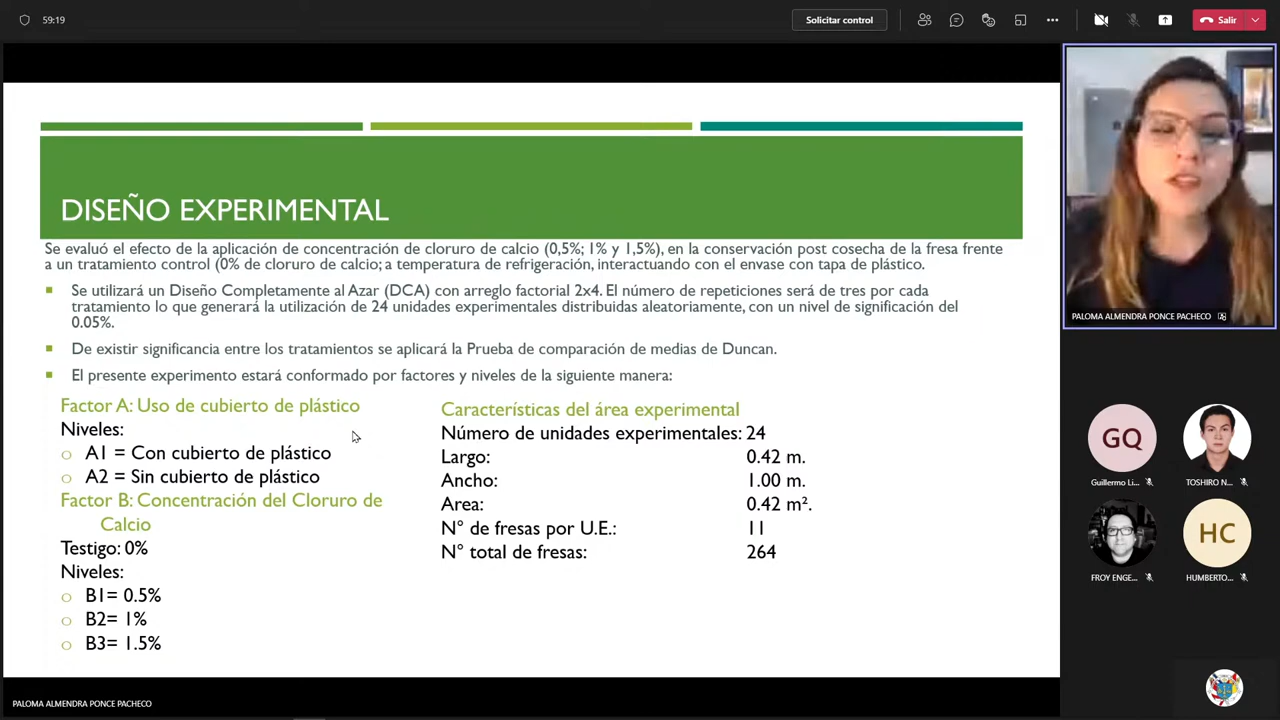 59:19
Solicitar control
Salir
DISEÑO EXPERIMENTAL
Se evaluó el efecto de la aplicación de concentración de cloruro de calcio (0,5%; 1% y 1,5%), en la conservación post cosecha de la fresa frente
a un tratamiento control (0% de cloruro de calcio; a temperatura de refrigeración, interactuando con el envase con tapa de plástico.
Se utilizará un Diseño Completamente al Azar (DCA) con arreglo factorial 2x4. El número de repeticiones será de tres por cada
tratamiento lo que generará la utilización de 24 unidades experimentales distribuidas aleatoriamente, con un nivel de significación del
0.05%.
De existir significancia entre los tratamientos se aplicará la Prueba de comparación de medias de Duncan.
El presente experimento estará conformado por factores y niveles de la siguiente manera:
Factor A: Uso de cubierto de plástico
Niveles:
A1 = Con cubierto de plástico
A2 = Sin cubierto de plástico
Factor B: Concentración del Cloruro de
Calcio
Testigo: 0%
Niveles:
B1= 0.5%
B2= 1%
B3= 1.5%
Características del área experimental
Número de unidades experimentales: 24
Largo: 0.42 m.
Ancho: 1.00 m.
Area: 0.42 m².
N° de fresas por U.E.: 11
N° total de fresas: 264
PALOMA ALMENDRA PONCE PACHECO
GQ
Guillermo Li...
TOSHIRO N...
FROY ENGE...
HC
HUMBERTO...
PALOMA ALMENDRA PONCE PACHECO